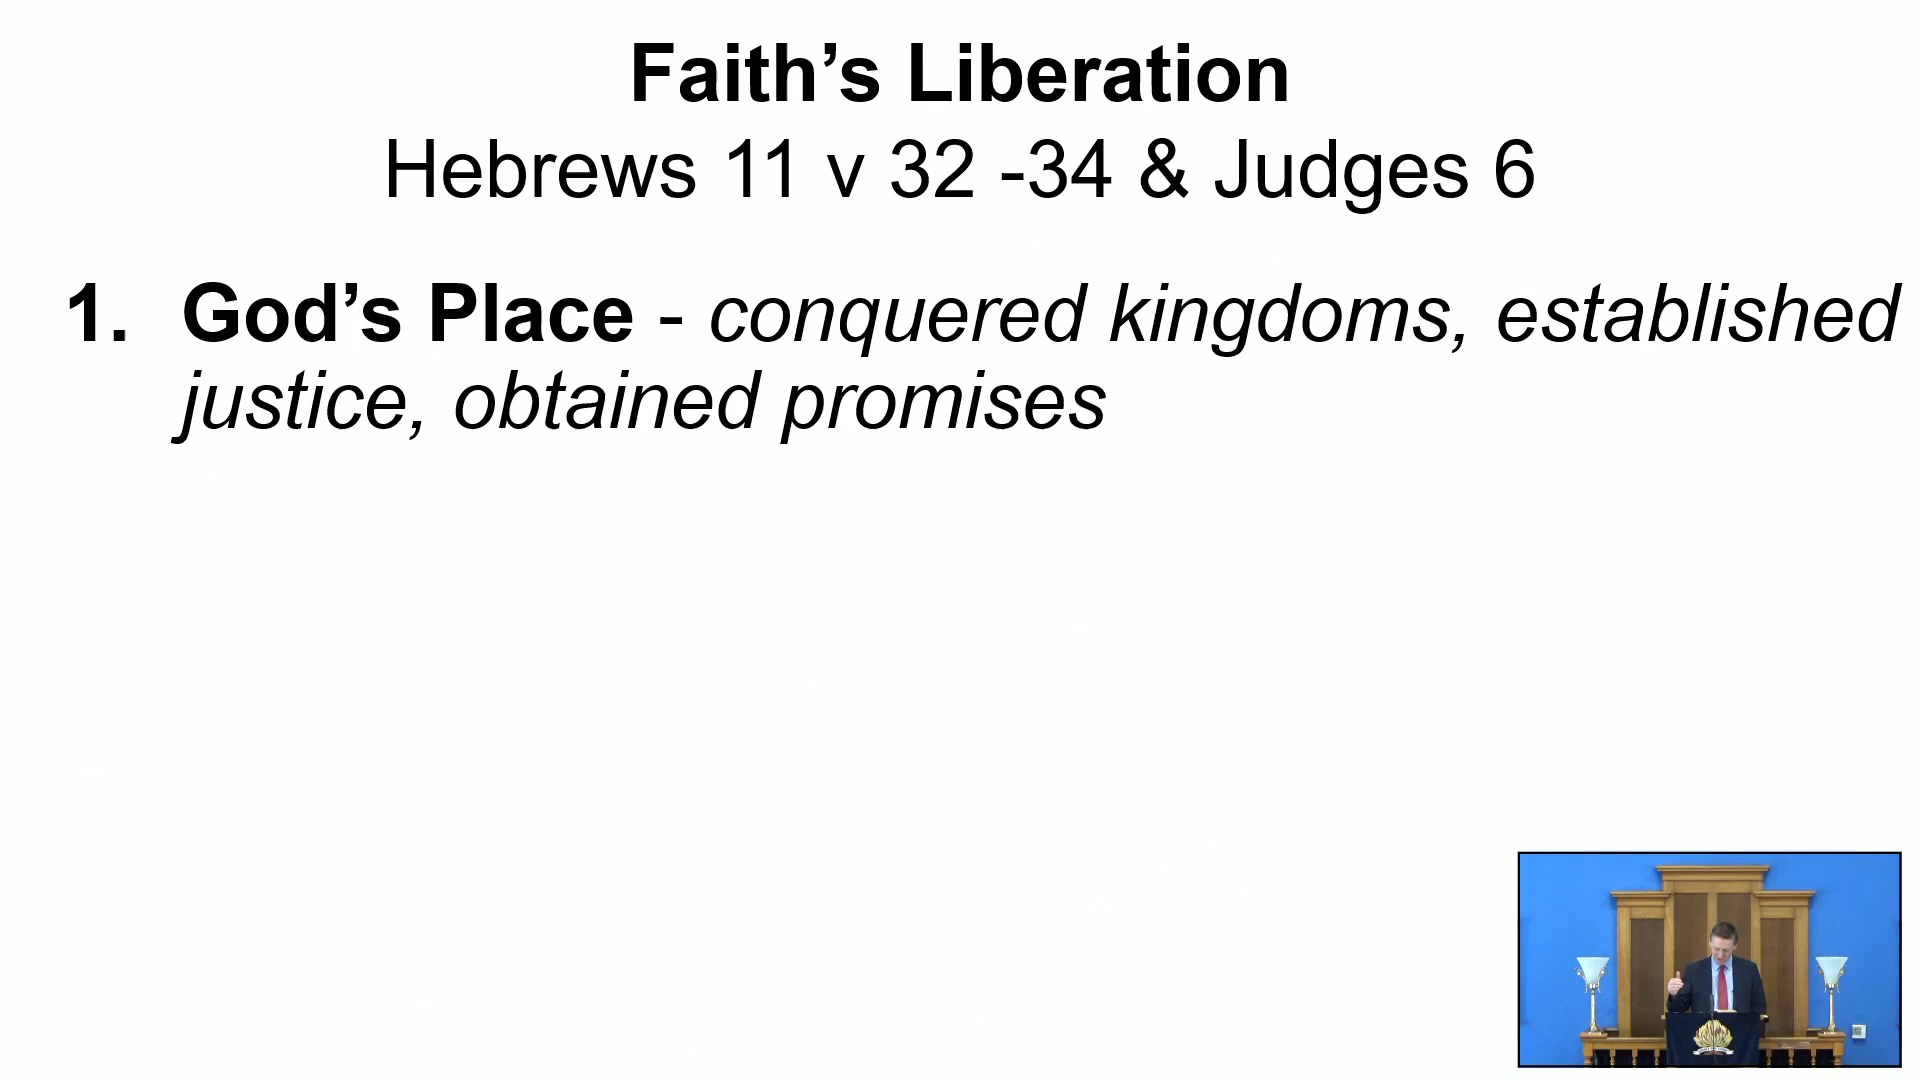 Faith’s Liberation
Hebrews 11 v 32 -34 & Judges 6
1. God’s Place - conquered kingdoms, established
justice, obtained promises